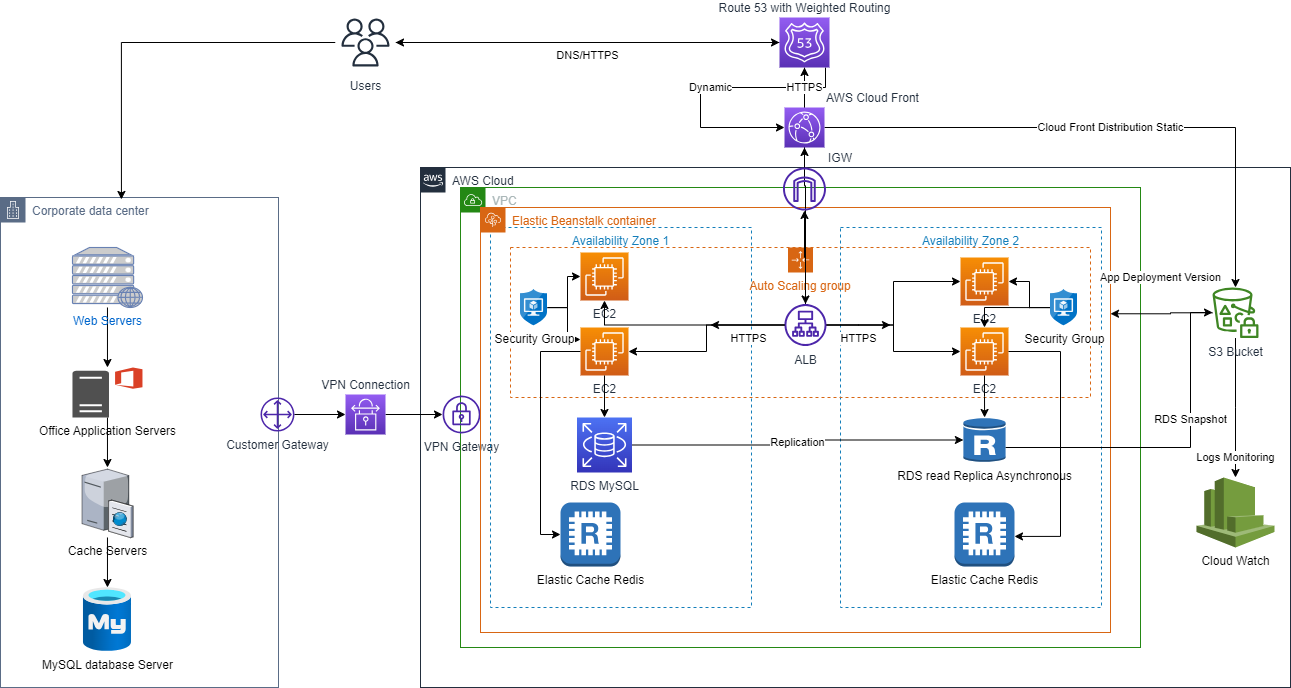 Route 53 with Weighted Routing
53
DNS/HTTPS
Users
Dynamic
HTTPS
AWS Cloud Front
Cloud Front Distribution Static
IGW
aws
AWS Cloud
VPC
Corporate data center
Elastic Beanstalk container
Availability Zone 1
Availability Zone 2
App Deployment Version
Auto Scaling group
EC2
EC2
Web Servers
Security Group
HTTPS
HTTPS
Security Group
S3 Bucket
ALB
VPN Connection
EC2
EC2
Office Application Servers
Customer Gateway
VPN Gateway
RDS Snapshot
Replication
R
Logs Monitoring
RDS MySQL
RDS read Replica Asynchronous
R
R
Cache Servers
Cloud Watch
Elastic Cache Redis
Elastic Cache Redis
My
MySQL database Server